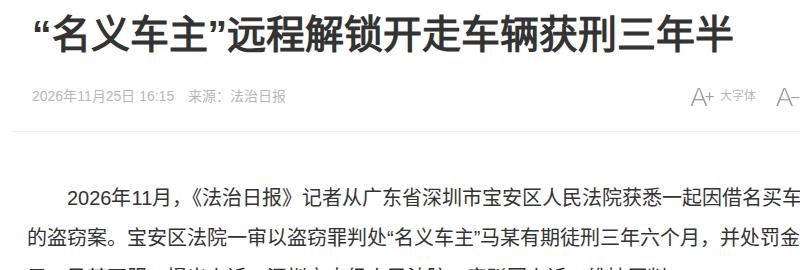 “名义车主”远程解锁开走车辆获刑三年半
2026年11月25日 16:15 来源：法治日报 A+ 大字体 A-
2026年11月，《法治日报》记者从广东省深圳市宝安区人民法院获悉一起因借名买车
的盗窃案。宝安区法院一审以盗窃罪判处“名义车主”马某有期徒刑三年六个月，并处罚金